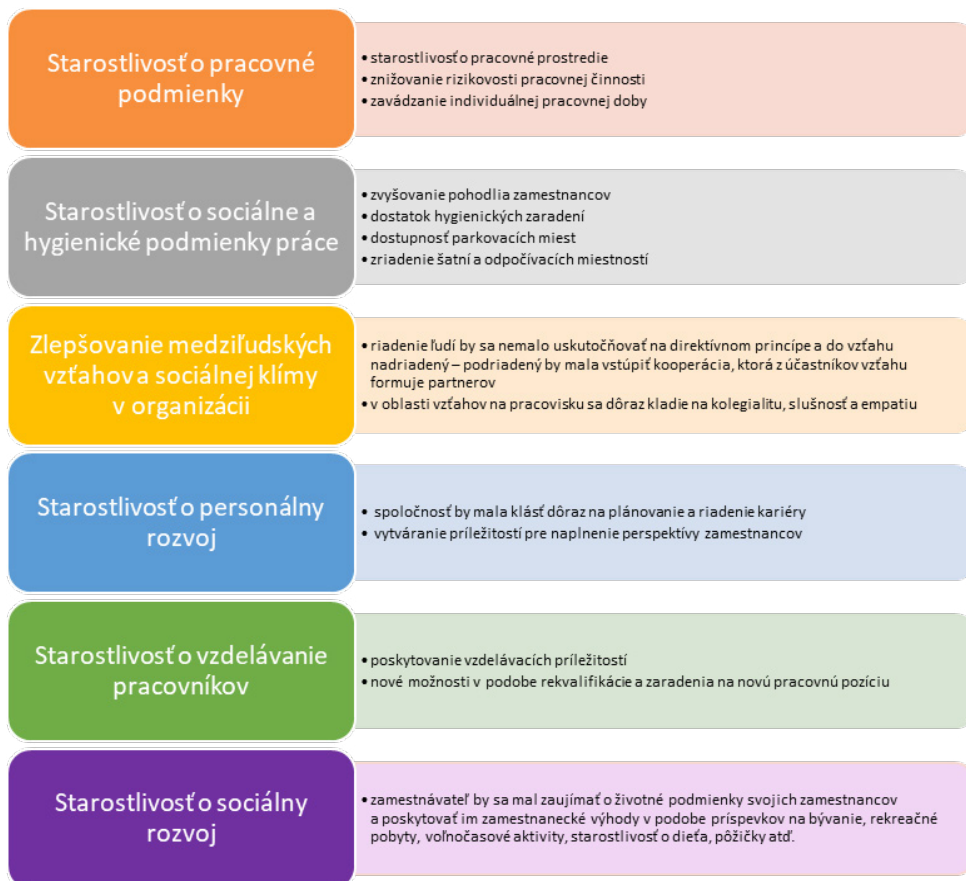 Starostlivosť o pracovné
podmienky
• starostlivosť o pracovné prostredie
• znižovanie rizikovosti pracovnej činnosti
• zavádzanie individuálnej pracovnej doby
Starostlivosť o sociálne a
hygienické podmienky práce
• zvyšovanie pohodlia zamestnancov
• dostatok hygienických zaradení
• dostupnosť parkovacích miest
• zriadenie šatní a odpočívacích miestností
Zlepšovanie medziľudských
vzťahov a sociálnej klímy
v organizácii
• riadenie ľudí by sa nemalo uskutočňovať na direktívnom princípe a do vzťahu
nadriadený – podriadený by mala vstúpiť kooperácia, ktorá z účastníkov vzťahu
formuje partnerov
• v oblasti vzťahov na pracovisku sa dôraz kladie na kolegialitu, slušnosť a empatiu
Starostlivosť o personálny
rozvoj
• spoločnosť by mala klásť dôraz na plánovanie a riadenie kariéry
• vytváranie príležitostí pre naplnenie perspektívy zamestnancov
Starostlivosť o vzdelávanie
pracovníkov
• poskytovanie vzdelávacích príležitostí
• nové možnosti v podobe rekvalifikácie a zaradenia na novú pracovnú pozíciu
Starostlivosť o sociálny
rozvoj
• zamestnávateľ by sa mal zaujímať o životné podmienky svojich zamestnancov
a poskytovať im zamestnanecké výhody v podobe príspevkov na bývanie, rekreačné
pobyty, voľnočasové aktivity, starostlivosť o dieťa, pôžičky atď.